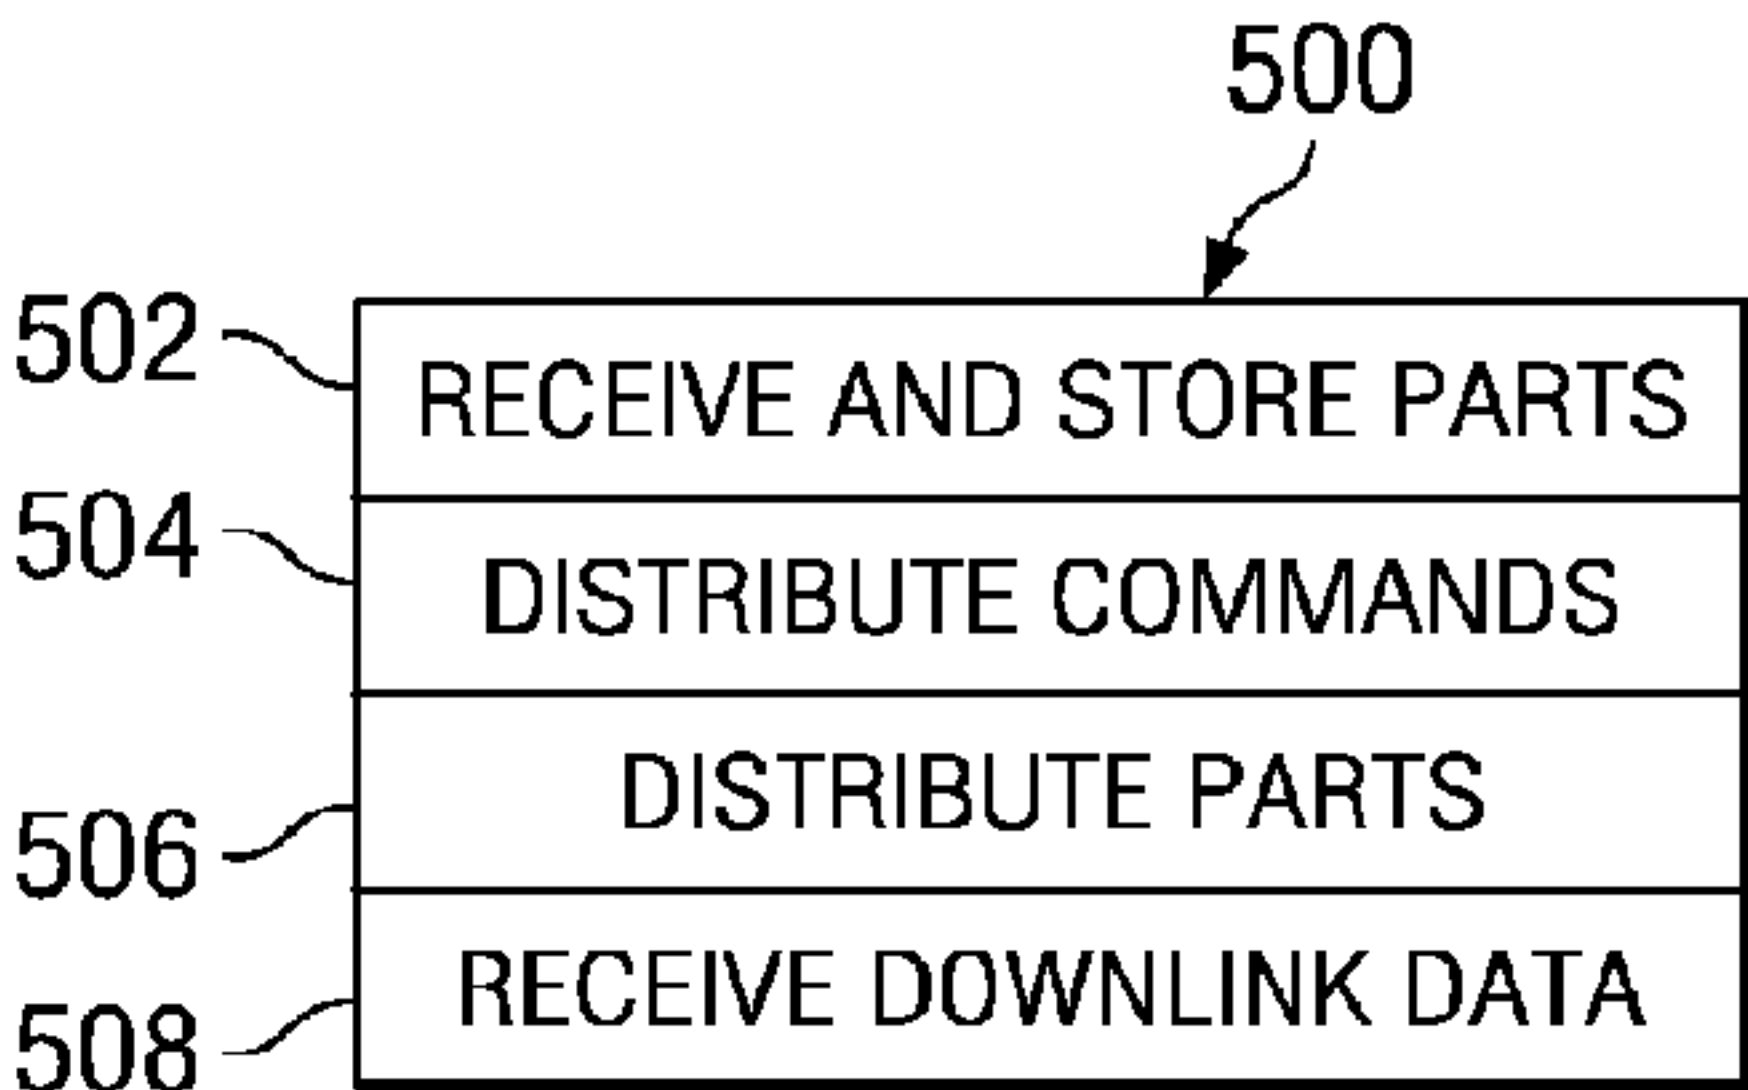 500
502 RECEIVE AND STORE PARTS
504 DISTRIBUTE COMMANDS
506 DISTRIBUTE PARTS
508 RECEIVE DOWNLINK DATA